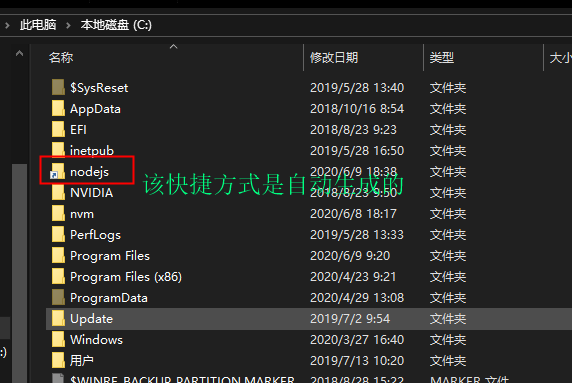 此电脑 本地磁盘 (C:)
名称 修改日期 类型 大小
$SysReset 2019/5/28 13:40 文件夹
AppData 2018/10/16 8:54 文件夹
EFI 2018/8/23 9:23 文件夹
inetpub 2019/5/28 16:50 文件夹
nodejs 2020/6/9 18:38 文件夹
该快捷方式是自动生成的
NVIDIA 2018/8/23 9:50 文件夹
nvm 2020/6/8 18:17 文件夹
PerfLogs 2019/5/28 13:33 文件夹
Program Files 2020/6/9 9:20 文件夹
Program Files (x86) 2020/4/23 9:21 文件夹
ProgramData 2020/4/29 13:08 文件夹
Update 2019/7/2 9:54 文件夹
Windows 2020/3/27 16:40 文件夹
:) 用户 2019/7/13 10:20 文件夹
$WINRE_BACKUP_PARTITION.MARKER 2018/8/28 15:22 MARKER 文件